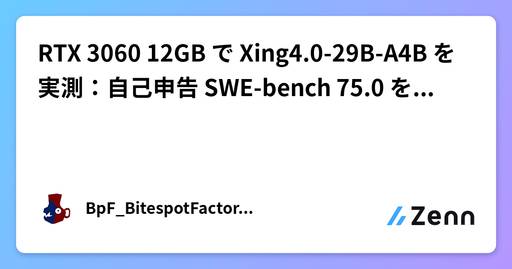 RTX 3060 12GB で Xing4.0-29B-A4B を
実測：自己申告 SWE-bench 75.0 を...
BpF_BitespotFactor...
Zenn